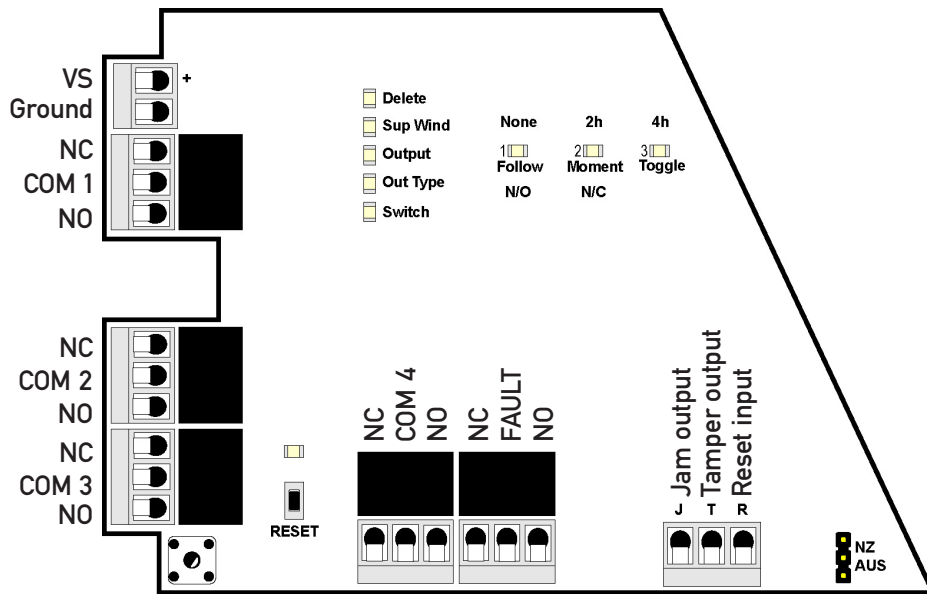 VS
+
Ground
NC
COM 1
NO
Delete
Sup Wind
Output
Out Type
Switch
None 2h 4h
1 2 3
Follow Moment Toggle
N/O N/C
NC
COM 2
NO
NC
COM 3
NO
RESET
NC
COM 4
NO
NC
FAULT
NO
Jam output
Tamper output
Reset input
J T R
NZ
AUS